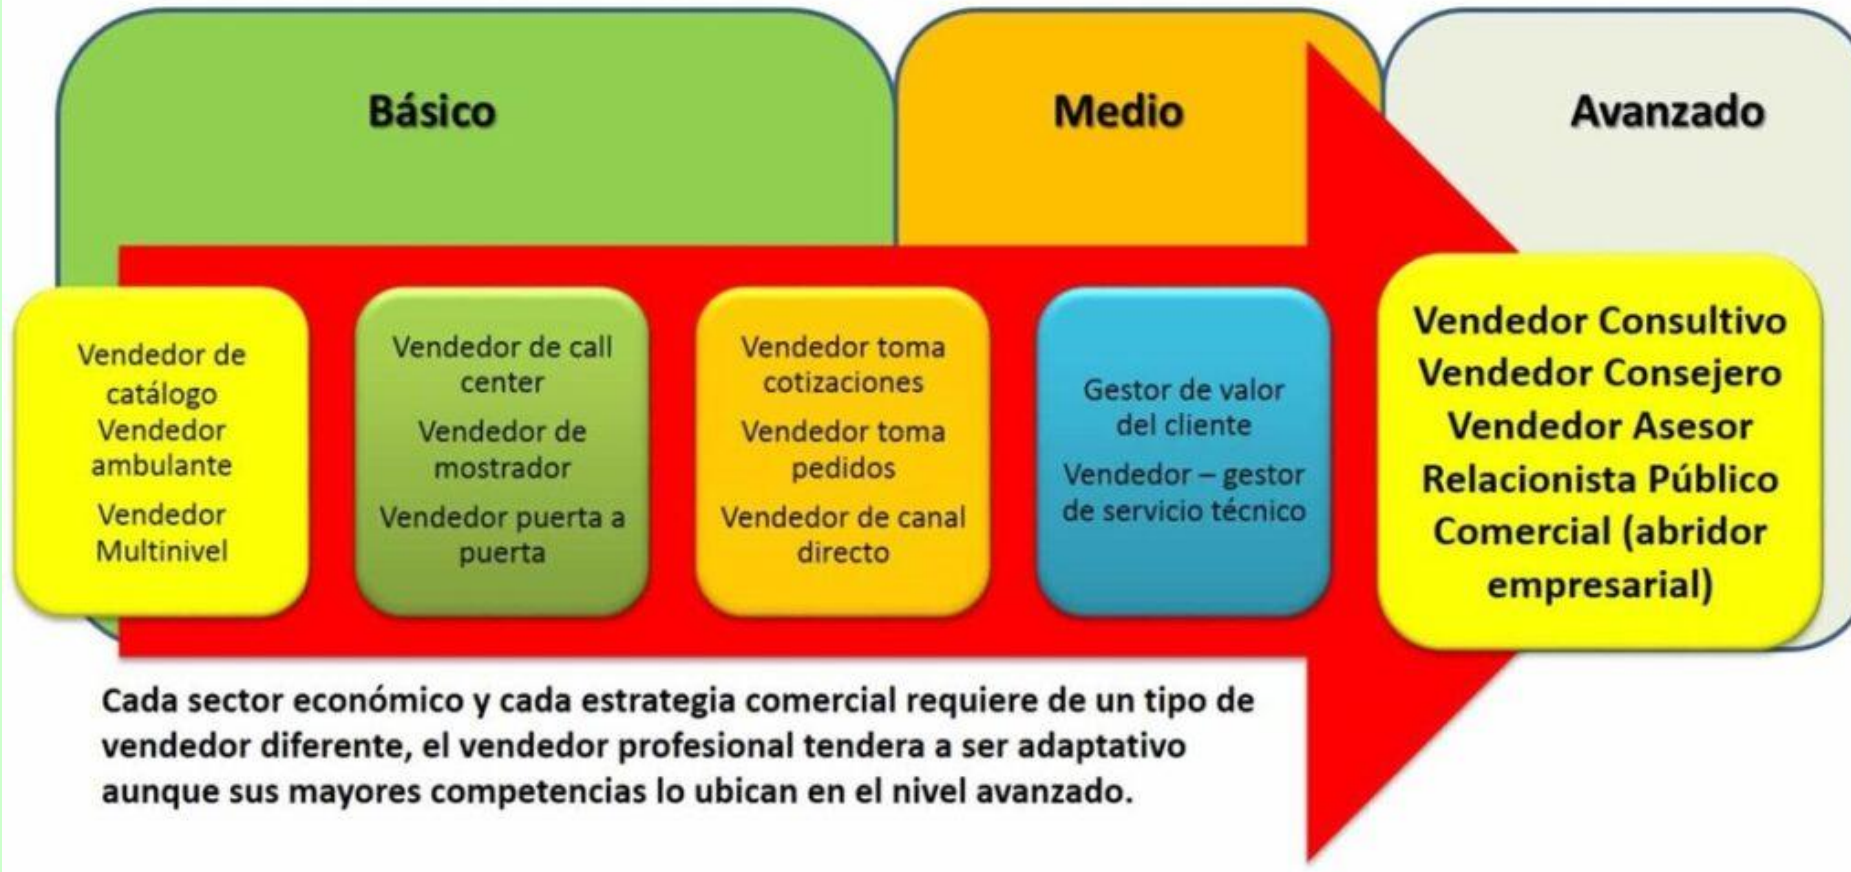 Básico
Medio
Avanzado
Vendedor de
catálogo
Vendedor
ambulante
Vendedor
Multinivel
Vendedor de call
center
Vendedor de
mostrador
Vendedor puerta a
puerta
Vendedor toma
cotizaciones
Vendedor toma
pedidos
Vendedor de canal
directo
Gestor de valor
del cliente
Vendedor – gestor
de servicio técnico
Vendedor Consultivo
Vendedor Consejero
Vendedor Asesor
Relacionista Público
Comercial (abridor
empresarial)
Cada sector económico y cada estrategia comercial requiere de un tipo de
vendedor diferente, el vendedor profesional tendera a ser adaptativo
aunque sus mayores competencias lo ubican en el nivel avanzado.